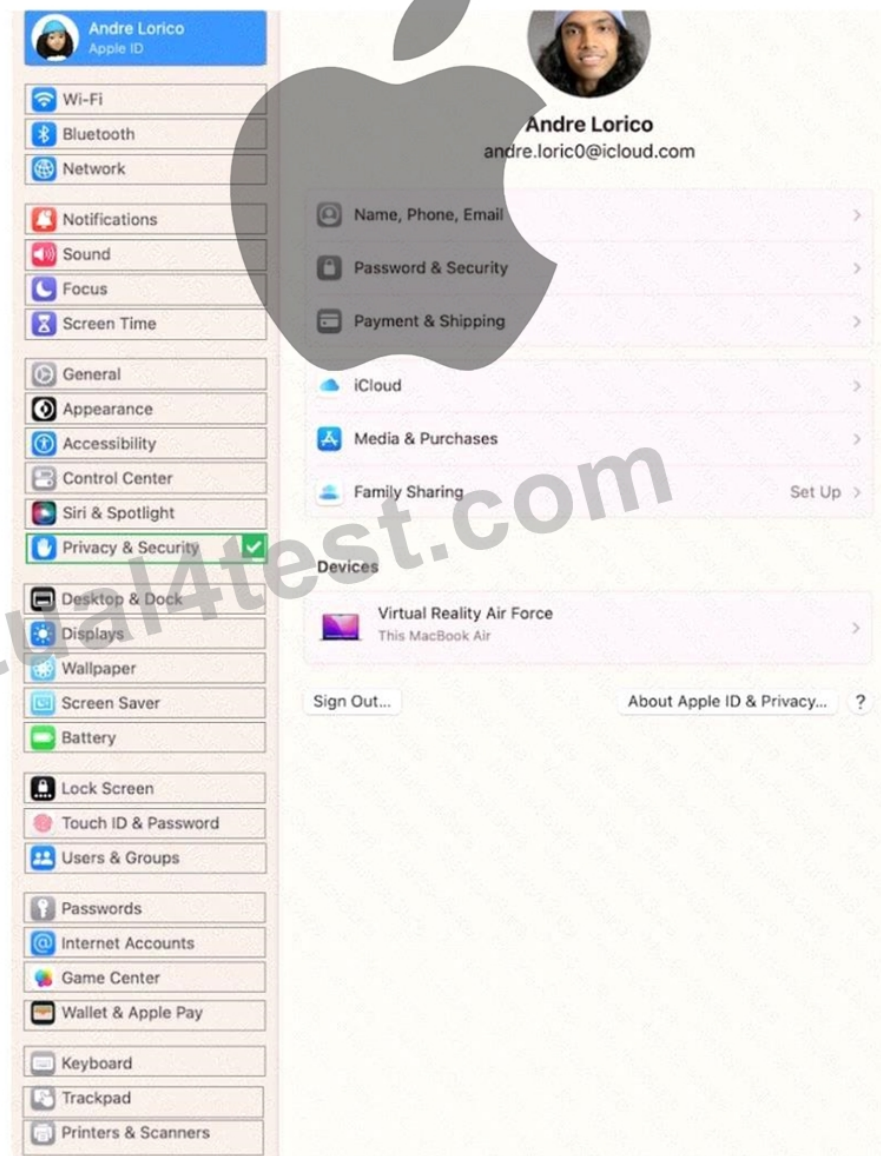 Andre Lorico
Apple ID
Wi-Fi
Bluetooth
Network
Notifications
Sound
Focus
Screen Time
General
Appearance
Accessibility
Control Center
Siri & Spotlight
Privacy & Security
Desktop & Dock
Displays
Wallpaper
Screen Saver
Battery
Lock Screen
Touch ID & Password
Users & Groups
Passwords
Internet Accounts
Game Center
Wallet & Apple Pay
Keyboard
Trackpad
Printers & Scanners
Andre Lorico
andre.loric0@icloud.com
Name, Phone, Email
Password & Security
Payment & Shipping
iCloud
Media & Purchases
Family Sharing
Set Up
Devices
Virtual Reality Air Force
This MacBook Air
Sign Out...
About Apple ID & Privacy...
?
ual4test.com